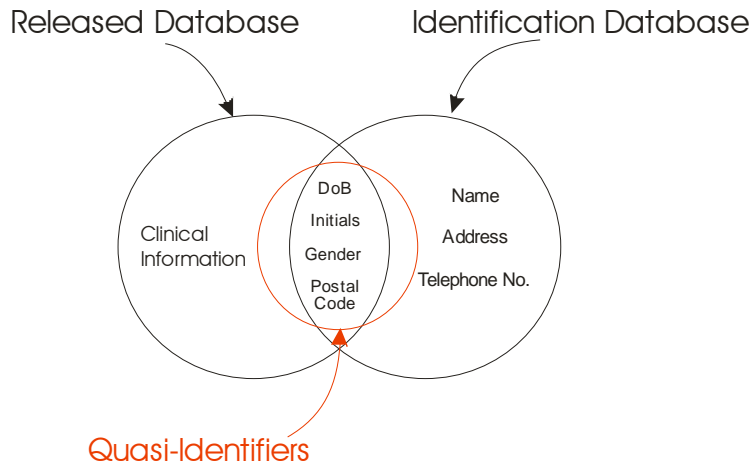 Released Database
Identification Database
DoB
Initials
Gender
Postal
Code
Clinical
Information
Name
Address
Telephone No.
Quasi-Identifiers